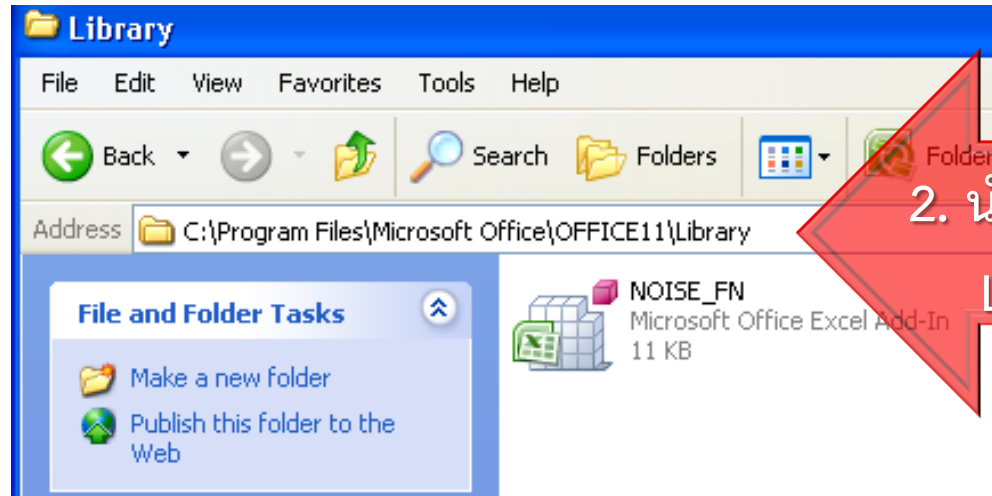 Library
File Edit View Favorites Tools Help
Back Search Folders Folder
2.
Address C:\Program Files\Microsoft Office\OFFICE11\Library
File and Folder Tasks
Make a new folder
Publish this folder to the
Web
NOISE_FN
Microsoft Office Excel Add-In
11 KB